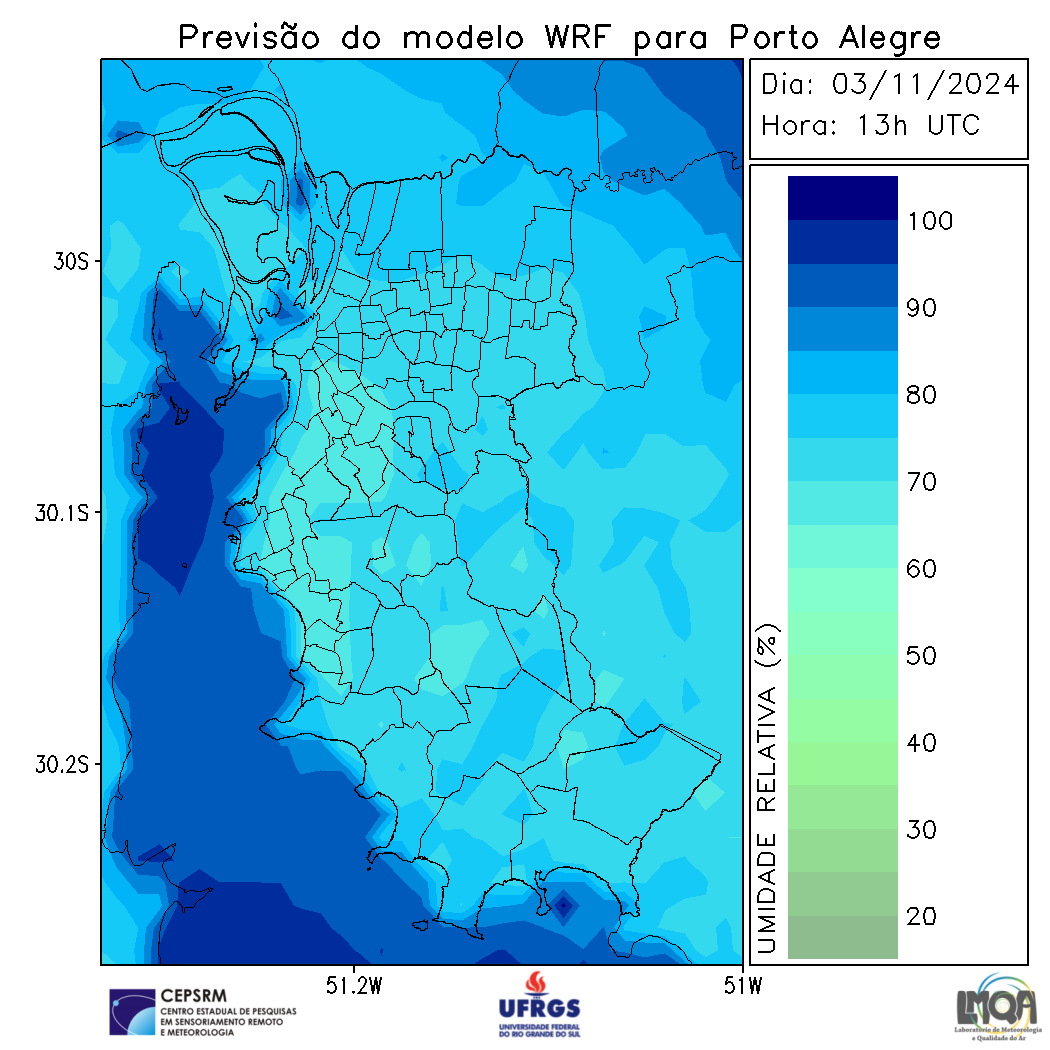 Previsão do modelo WRF para Porto Alegre
Dia: 03/11/2024
Hora: 13h UTC
100
90
80
70
60
50
40
30
20
UMIDADE RELATIVA (%)
30S
30.1S
30.2S
51.2W
51W
CEPSRM
CENTRO ESTADUAL DE PESQUISAS
EM SENSORIAMENTO REMOTO
E METEOROLOGIA
UFRGS
UNIVERSIDADE FEDERAL
DO RIO GRANDE DO SUL
LMQA
Laboratório de Meteorologia
e Qualidade do Ar